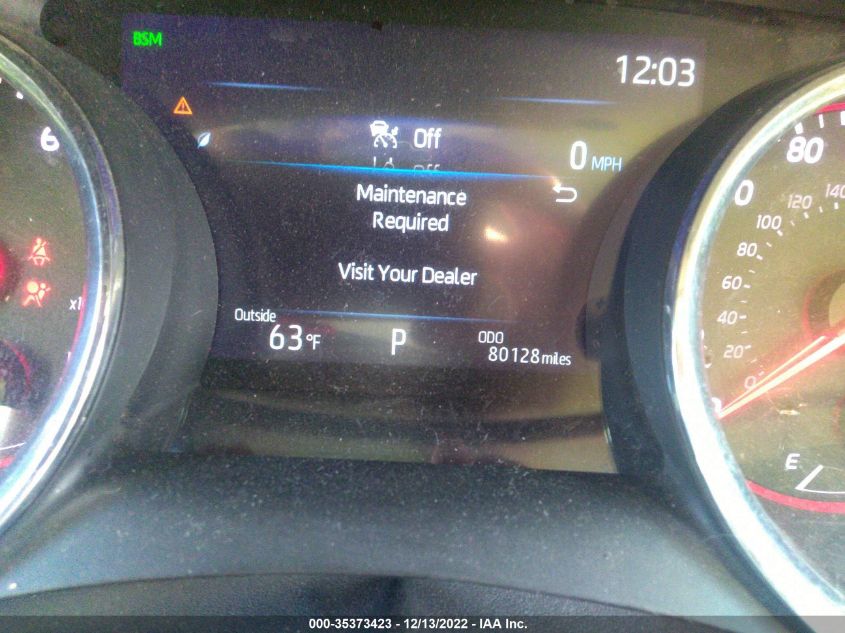 BSM
12:03
6
Off
0 MPH
Maintenance
Required
Visit Your Dealer
Outside
63°F
P
ODO
80128 miles
80
0
140
120
100
80
60
40
20
0
E
000-35373423 - 12/13/2022 - IAA Inc.